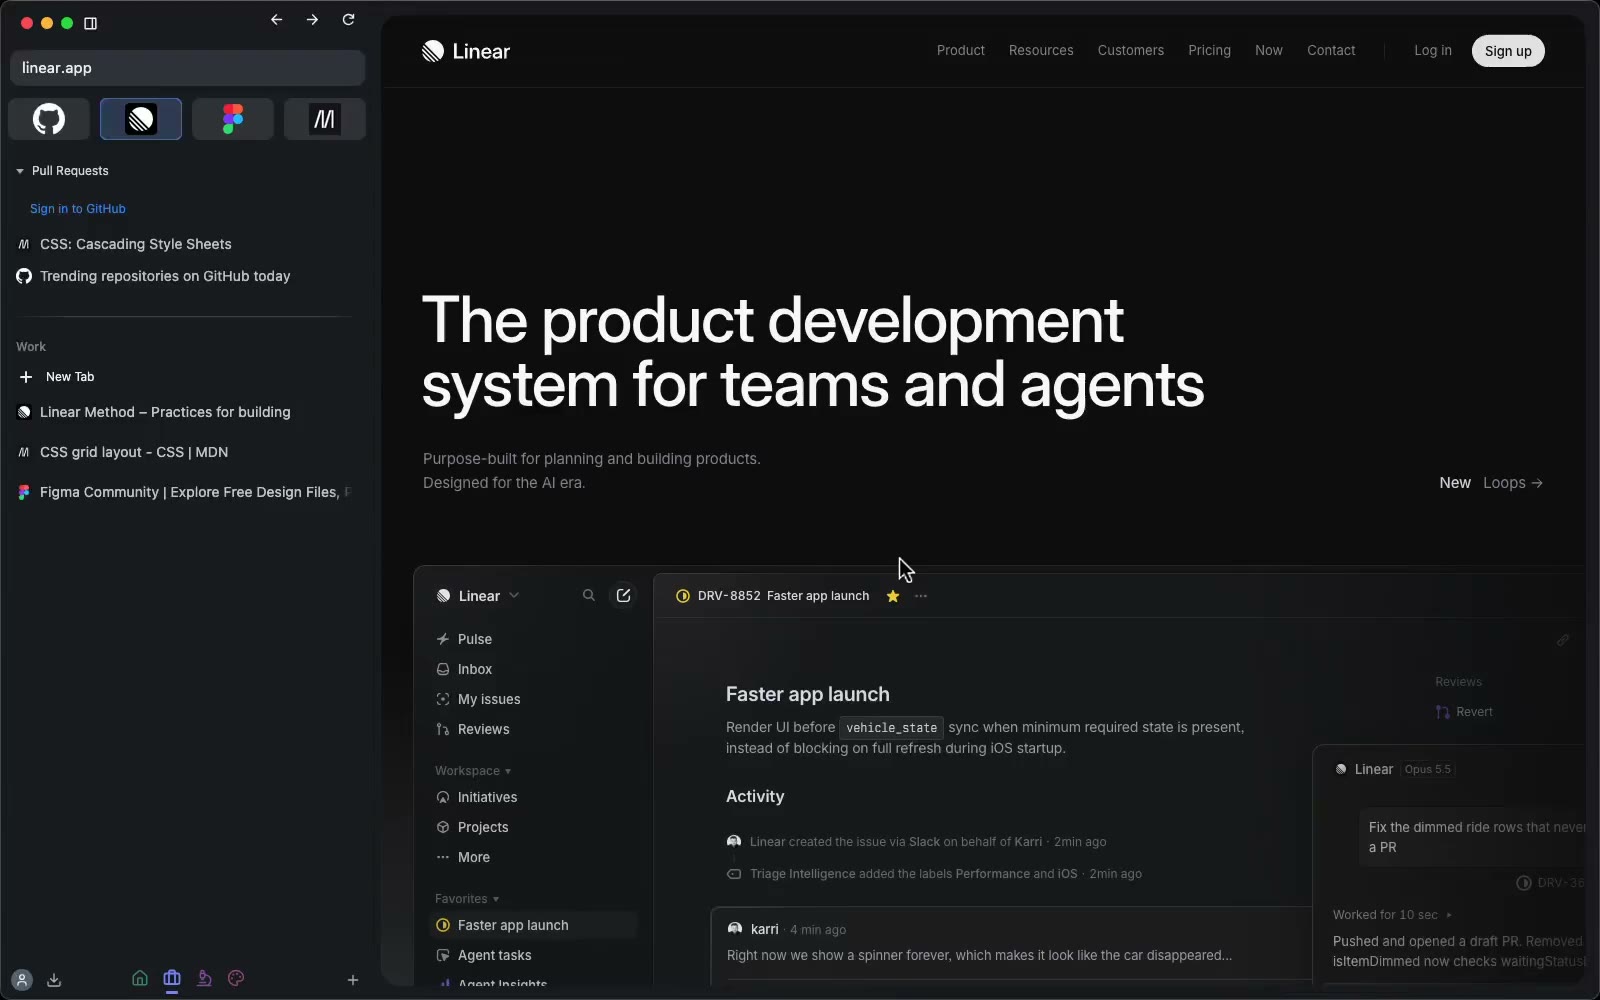 linear.app
Pull Requests
Sign in to GitHub
CSS: Cascading Style Sheets
Trending repositories on GitHub today
Work
New Tab
Linear Method – Practices for building
CSS grid layout - CSS | MDN
Figma Community | Explore Free Design Files,
Linear
Product
Resources
Customers
Pricing
Now
Contact
Log in
Sign up
The product development
system for teams and agents
Purpose-built for planning and building products.
Designed for the AI era.
New Loops →
Linear
Pulse
Inbox
My issues
Reviews
Workspace
Initiatives
Projects
More
Favorites
Faster app launch
Agent tasks
Agent Insights
DRV-8852 Faster app launch
Faster app launch
Render UI before vehicle_state sync when minimum required state is present,
instead of blocking on full refresh during iOS startup.
Activity
Linear created the issue via Slack on behalf of Karri · 2min ago
Triage Intelligence added the labels Performance and iOS · 2min ago
karri · 4 min ago
Right now we show a spinner forever, which makes it look like the car disappeared...
Reviews
Revert
Linear Opus 5.5
Fix the dimmed ride rows that never
a PR
DRV-36
Worked for 10 sec
Pushed and opened a draft PR. Removed
isItemDimmed now checks waitingStatus